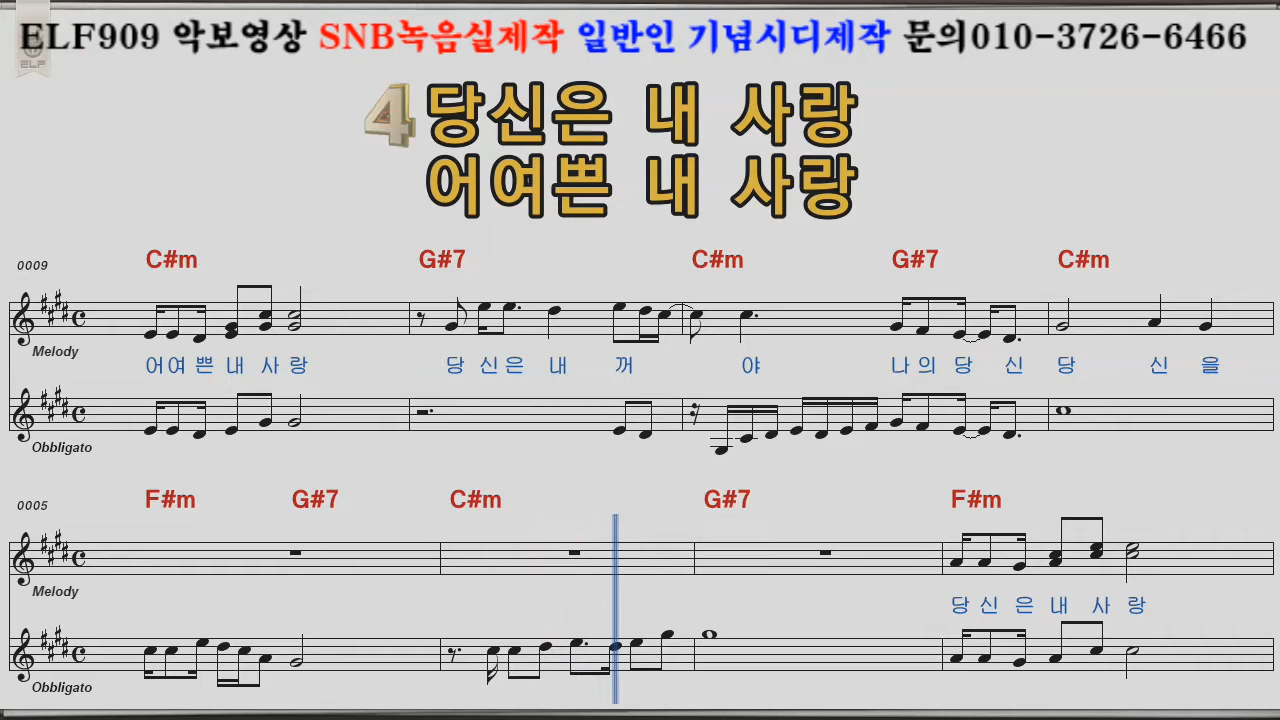 ELF909 악보영상 SNB녹음실제작 일반인 기념시디제작 문의010-3726-6466
ELF
4 당신은 내 사랑
어여쁜 내 사랑
0009 C#m G#7 C#m G#7 C#m
Melody
어여쁜 내 사랑 당신은 내 꺼 야 나의 당 신 당 신 을
Obbligato
0005 F#m G#7 C#m G#7 F#m
Melody
당 신 은 내 사 랑
Obbligato